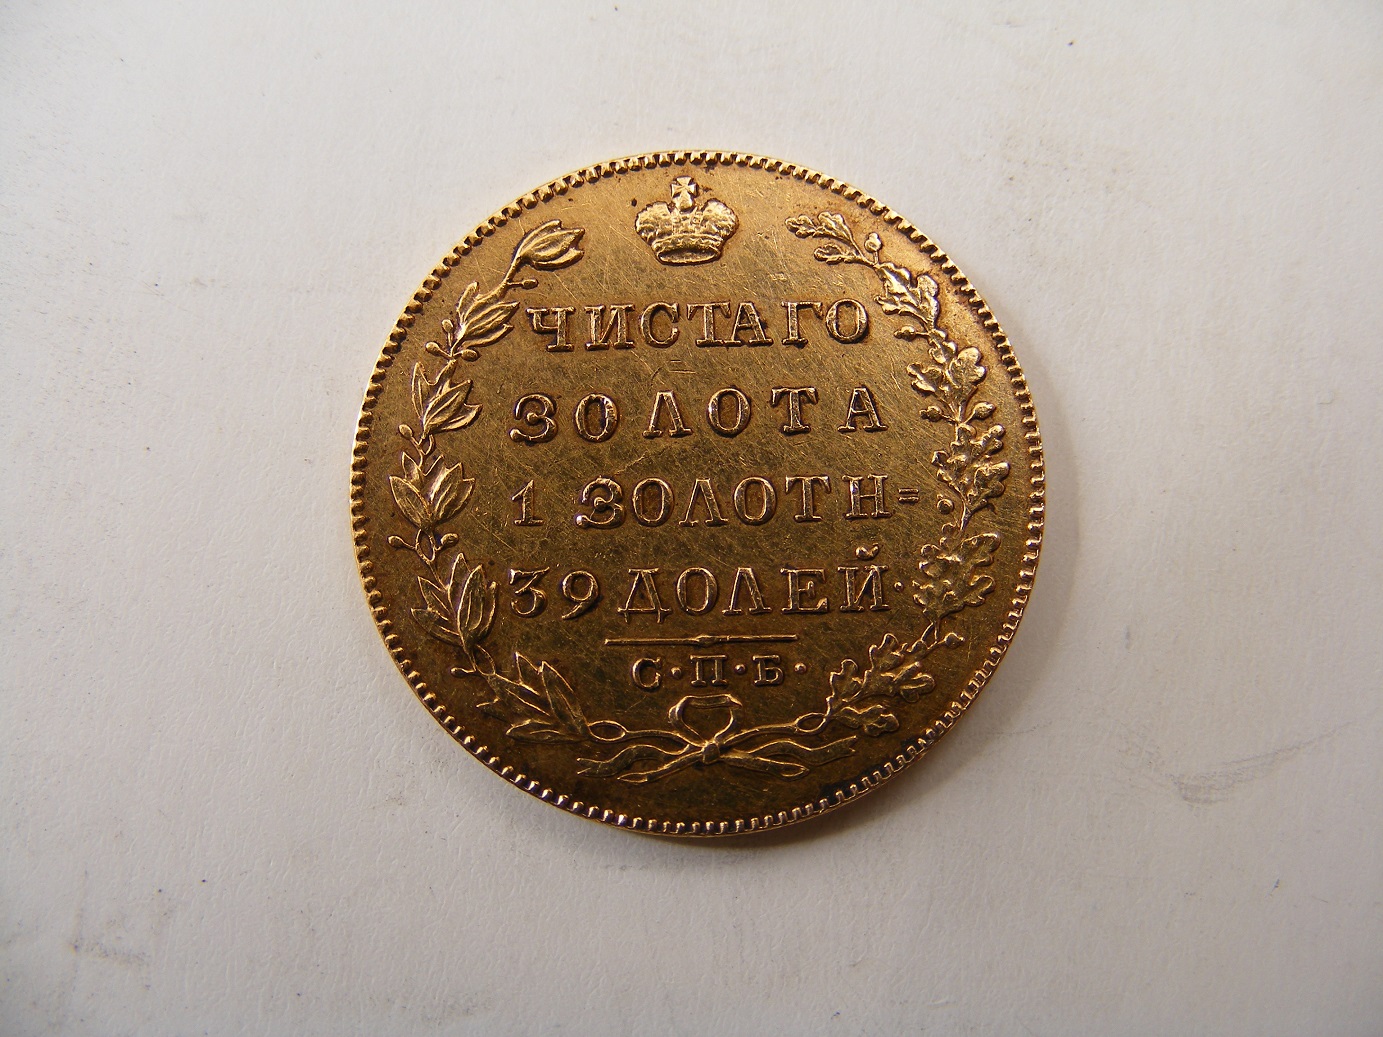 ЧИСТАГО
ЗОЛОТА
1 ЗОЛОТН=
39 ДОЛЕЙ·
С·П·Б·